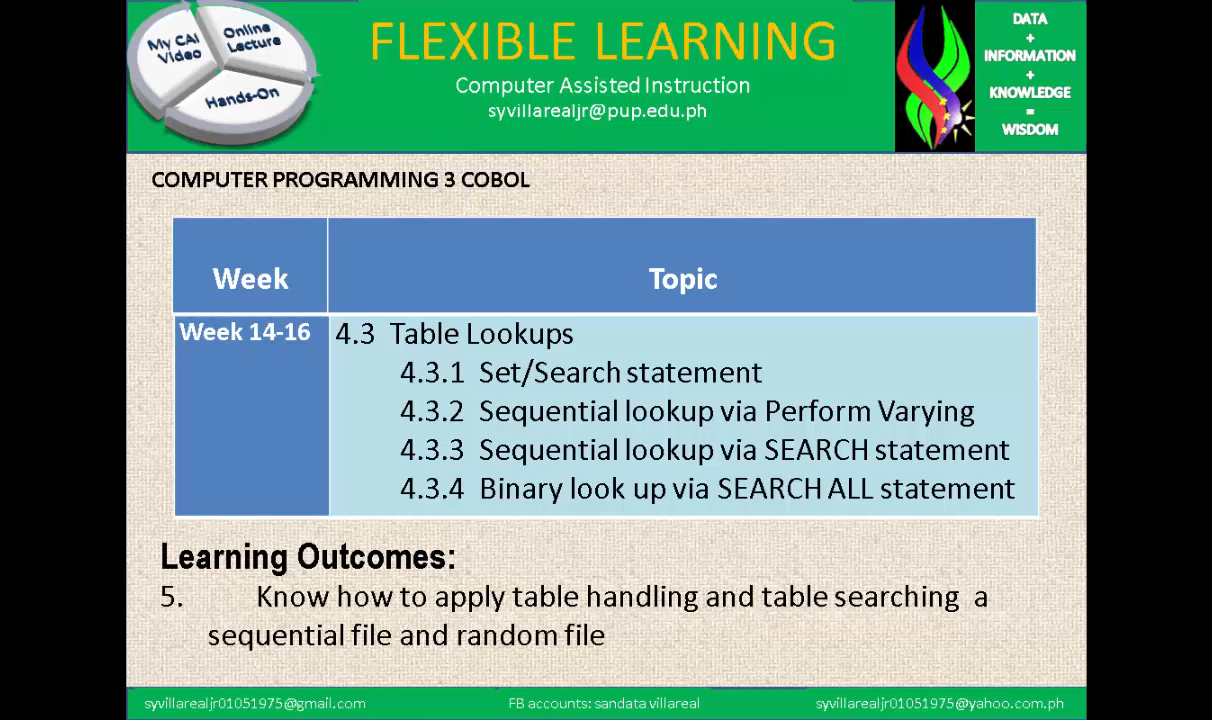 My CAI
Video
Online
Lecture
Hands-On
FLEXIBLE LEARNING
Computer Assisted Instruction
syvillarealjr@pup.edu.ph
DATA
+
INFORMATION
+
KNOWLEDGE
=
WISDOM
COMPUTER PROGRAMMING 3 COBOL
Week Topic
Week 14-16 4.3 Table Lookups
4.3.1 Set/Search statement
4.3.2 Sequential lookup via Perform Varying
4.3.3 Sequential lookup via SEARCH statement
4.3.4 Binary look up via SEARCH ALL statement
Learning Outcomes:
5. Know how to apply table handling and table searching a
sequential file and random file
syvillarealjr01051975@gmail.com FB accounts: sandata villareal syvillarealjr01051975@yahoo.com.ph